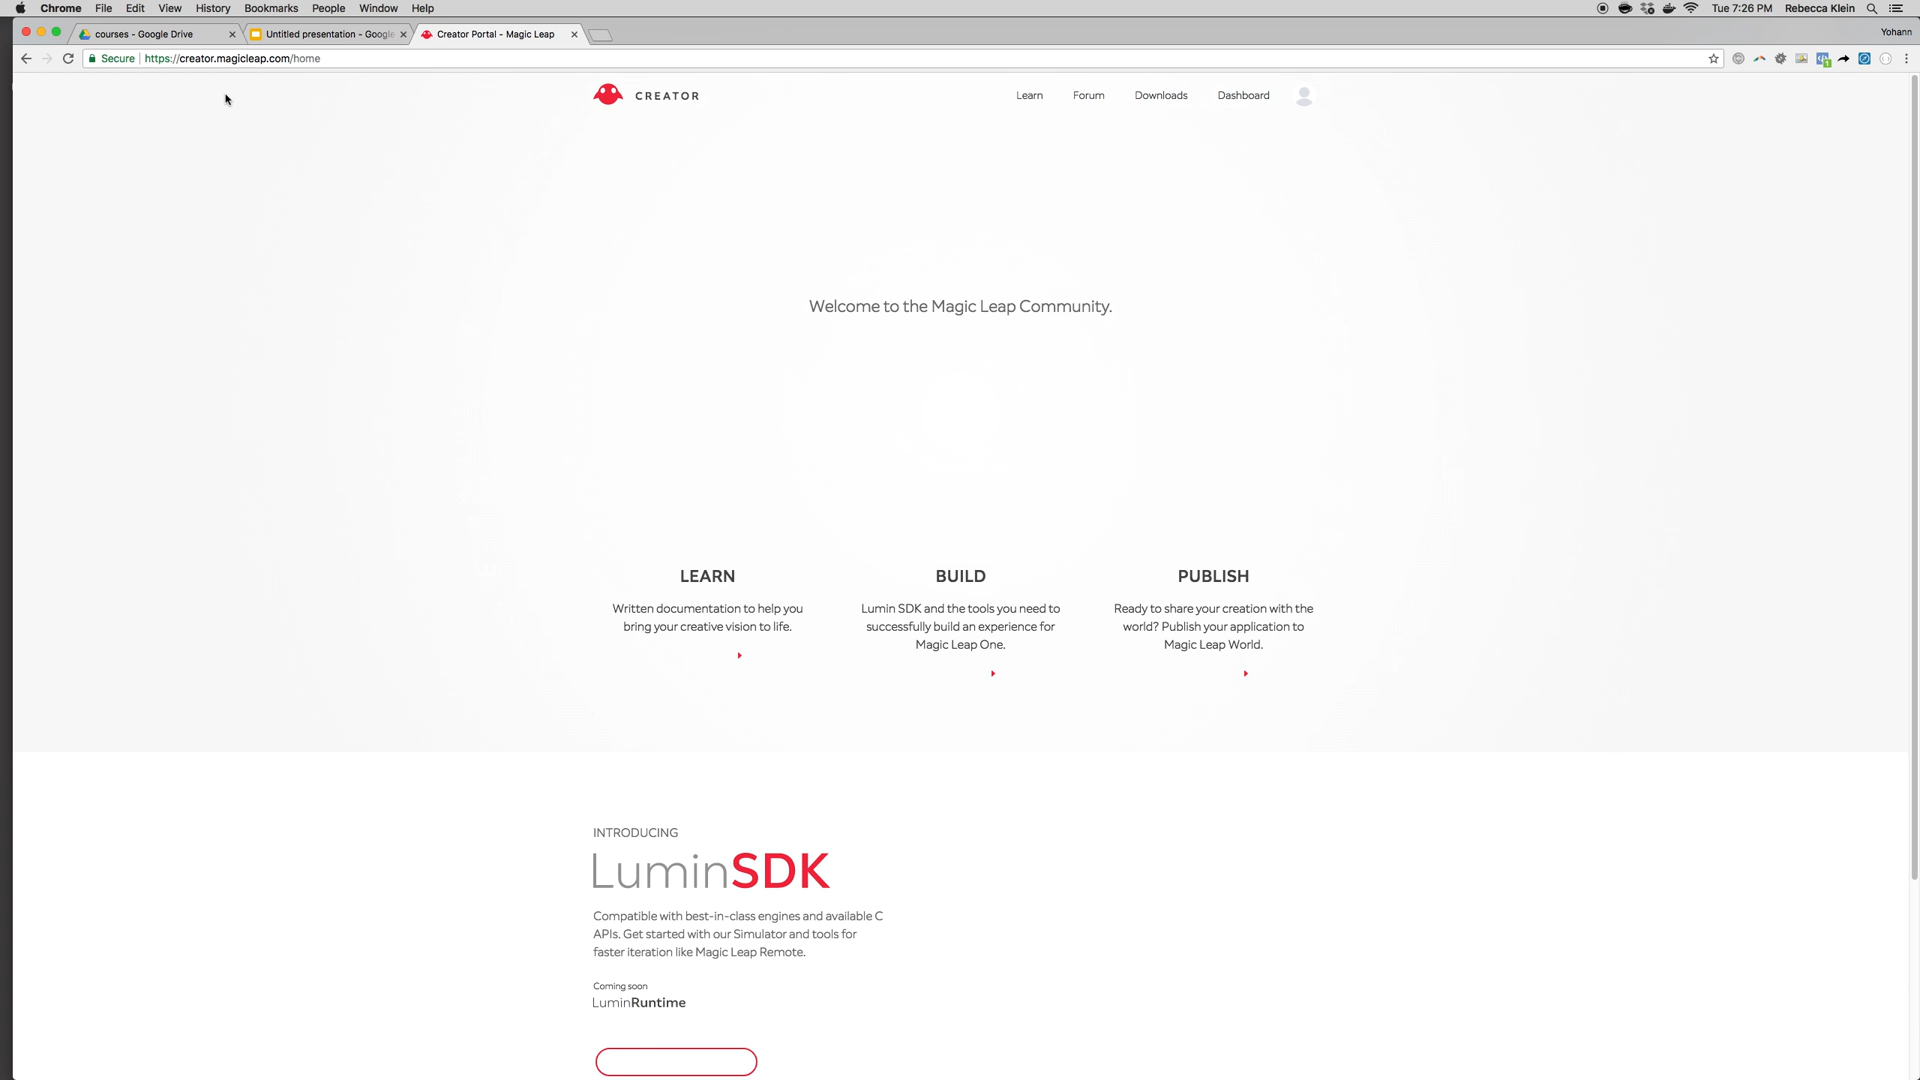 Chrome File Edit View History Bookmarks People Window Help Tue 7:26 PM Rebecca Klein
courses - Google Drive Untitled presentation - Google Creator Portal - Magic Leap Yohann
Secure https://creator.magicleap.com/home
CREATOR Learn Forum Downloads Dashboard
Welcome to the Magic Leap Community.
LEARN
Written documentation to help you
bring your creative vision to life.
BUILD
Lumin SDK and the tools you need to
successfully build an experience for
Magic Leap One.
PUBLISH
Ready to share your creation with the
world? Publish your application to
Magic Leap World.
INTRODUCING
LuminSDK
Compatible with best-in-class engines and available C
APIs. Get started with our Simulator and tools for
faster iteration like Magic Leap Remote.
Coming soon
LuminRuntime